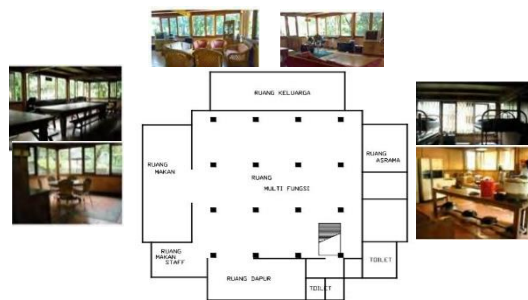 RUANG KELUARGA
RUANG
MAKAN
RUANG
ASRAMA
RUANG
MULTI FUNGSI
RUANG
MAKAN
STAFF
TOILET
RUANG DAPUR
TOILET